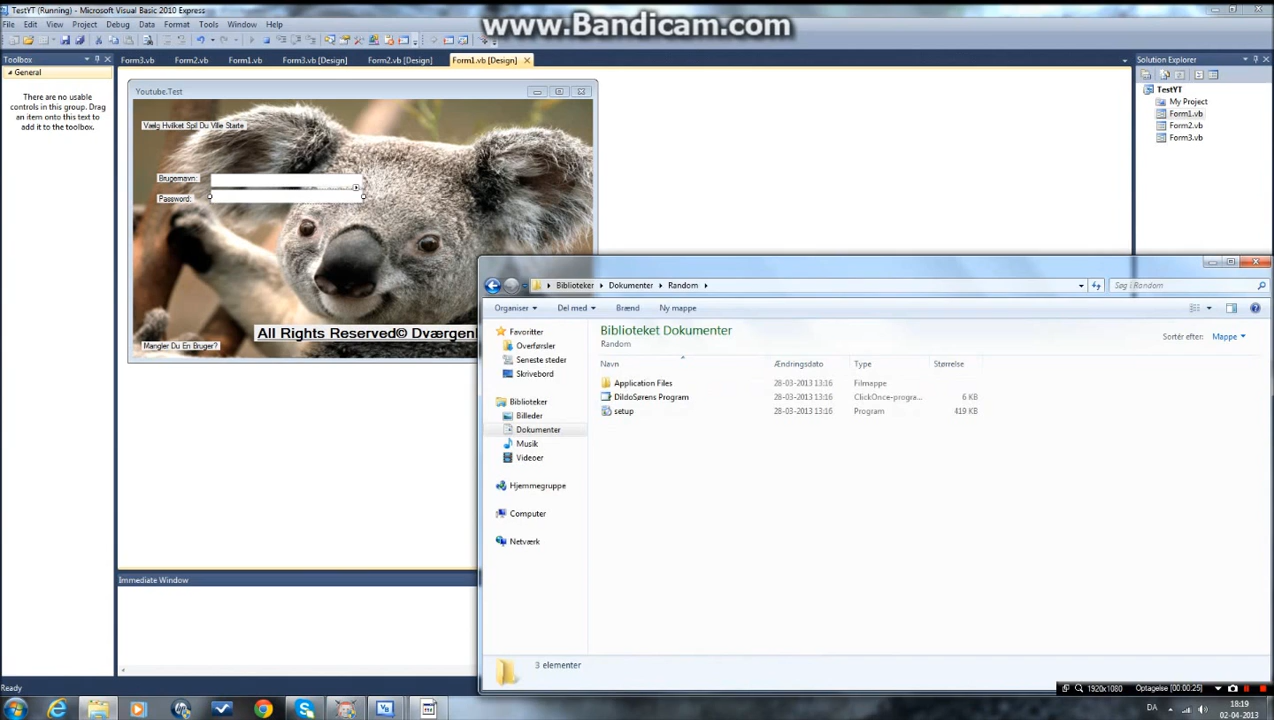 TestYT (Running) - Microsoft Visual Basic 2010 Express
www.Bandicam.com
File Edit View Project Debug Data Format Tools Window Help
Toolbox
General
There are no usable
controls in this group. Drag
an item onto this text to
add it to the toolbox.
Form3.vb Form2.vb Form1.vb Form3.vb [Design] Form2.vb [Design] Form1.vb [Design]
Youtube.Test
Vælg Hvilket Spil Du Ville Starte
Brugernavn:
Password:
All Rights Reserved© Dværgen
Mangler Du En Bruger?
Solution Explorer
TestYT
My Project
Form1.vb
Form2.vb
Form3.vb
Biblioteker Dokumenter Random
Søg i Random
Organiser Del med Brænd Ny mappe
Favoritter
Overførsler
Seneste steder
Skrivebord
Biblioteker
Billeder
Dokumenter
Musik
Videoer
Hjemmegruppe
Computer
Netværk
Biblioteket Dokumenter
Random
Sortér efter: Mappe
Navn Ændringsdato Type Størrelse
Application Files 28-03-2013 13:16 Filmappe
DildoSørens Program 28-03-2013 13:16 ClickOnce-progra... 6 KB
setup 28-03-2013 13:16 Program 419 KB
3 elementer
Immediate Window
Ready
1920x1080 Optagelse [00:00:25]
DA
18:19
02-04-2013